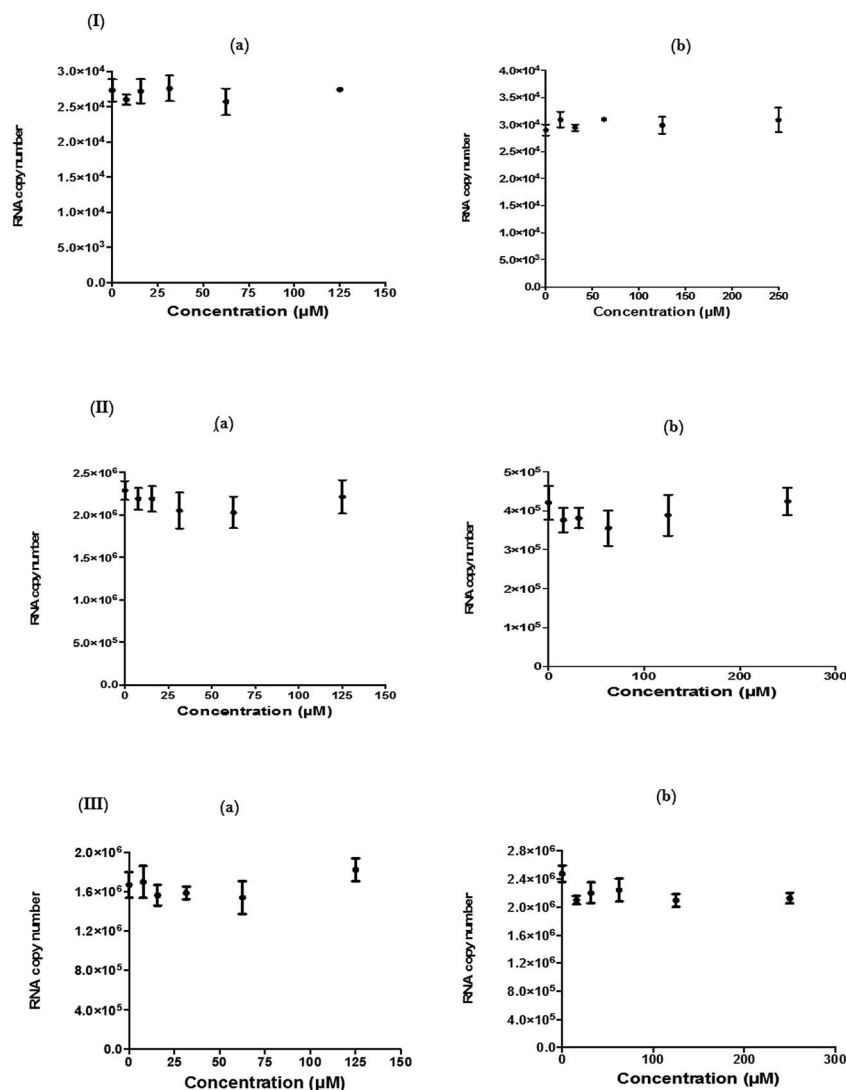 (I)
(a)
3.0×10⁴
2.5×10⁴
2.0×10⁴
1.5×10⁴
1.0×10⁴
5.0×10³
0.0
RNA copy number
0 25 50 75 100 125 150
Concentration (µM)
(b)
4.0×10⁴
3.5×10⁴
3.0×10⁴
2.5×10⁴
2.0×10⁴
1.5×10⁴
1.0×10⁴
5.0×10³
0.0
RNA copy number
0 50 100 150 200 250
Concentration (µM)
(II)
(a)
2.5×10⁶
2.0×10⁶
1.5×10⁶
1.0×10⁶
5.0×10⁵
0.0
RNA copy number
0 25 50 75 100 125 150
Concentration (µM)
(b)
5×10⁵
4×10⁵
3×10⁵
2×10⁵
1×10⁵
0
RNA copy number
0 100 200 300
Concentration (µM)
(III)
(a)
2.0×10⁶
1.6×10⁶
1.2×10⁶
8.0×10⁵
4.0×10⁵
0.0
RNA copy number
0 25 50 75 100 125 150
Concentration (µM)
(b)
2.8×10⁶
2.4×10⁶
2.0×10⁶
1.6×10⁶
1.2×10⁶
8.0×10⁵
4.0×10⁵
0.0
RNA copy number
0 100 200 300
Concentration (µM)